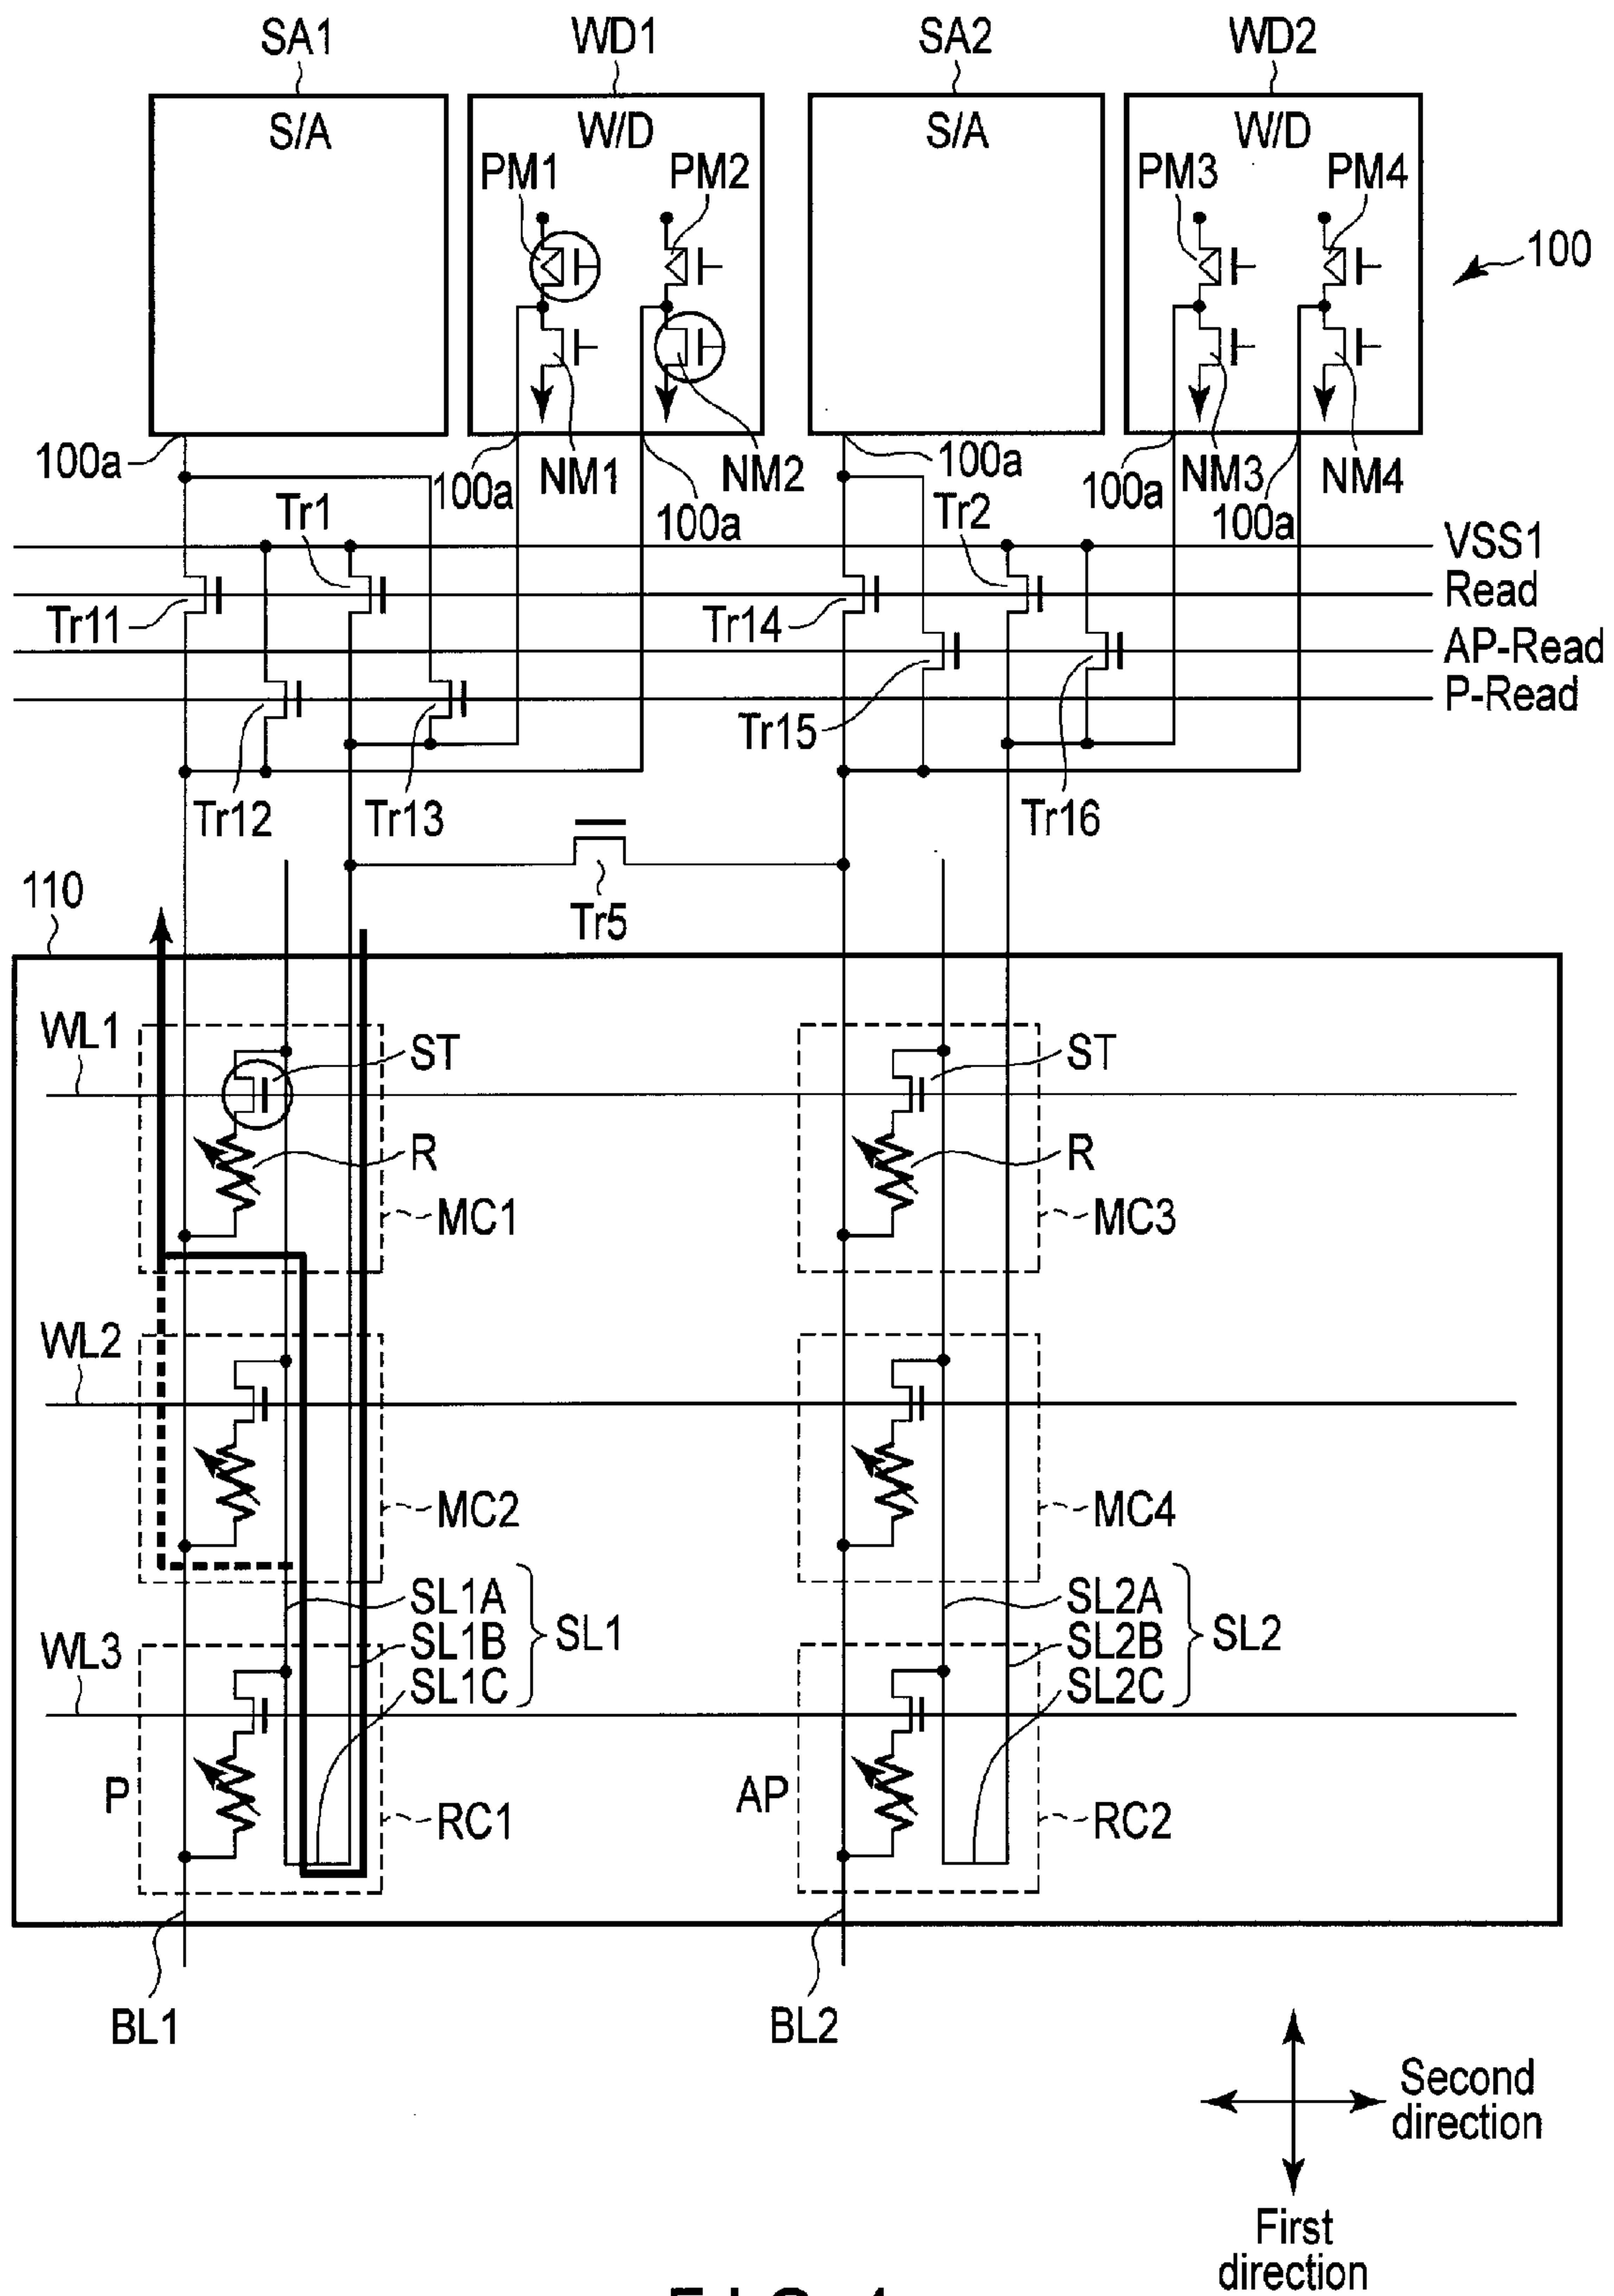 SA1 WD1 SA2 WD2
S/A W/D S/A W/D
PM1 PM2 PM3 PM4
100
100a 100a NM1 NM2 100a 100a NM3 NM4
100a 100a
Tr1 Tr2
VSS1
Read
Tr11 Tr14
AP-Read
P-Read
Tr15
Tr12 Tr13 Tr16
110
Tr5
WL1 ST ST
R R
MC1 MC3
WL2
MC2 MC4
SL1A SL2A
WL3 SL1B SL1 SL2B SL2
SL1C SL2C
P RC1 AP RC2
BL1 BL2
Second
direction
First
direction